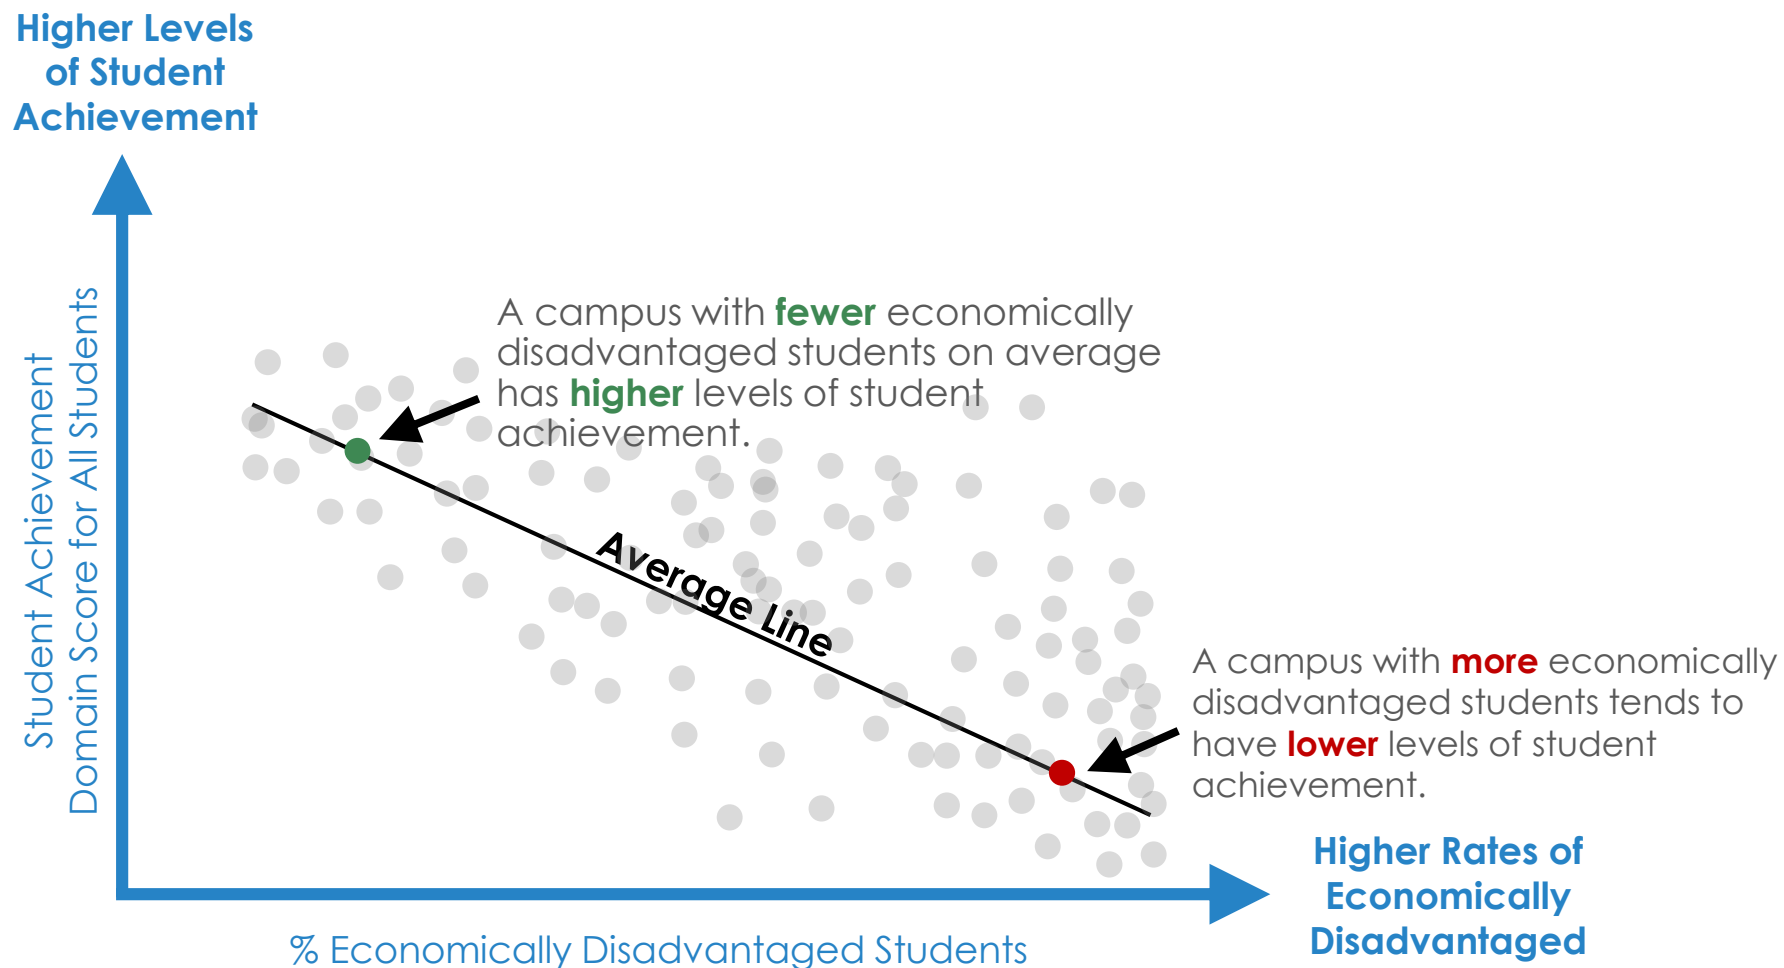 Higher Levels
of Student
Achievement
Student Achievement
Domain Score for All Students
A campus with fewer economically
disadvantaged students on average
has higher levels of student
achievement.
Average Line
A campus with more economically
disadvantaged students tends to
have lower levels of student
achievement.
Higher Rates of
Economically
Disadvantaged
% Economically Disadvantaged Students